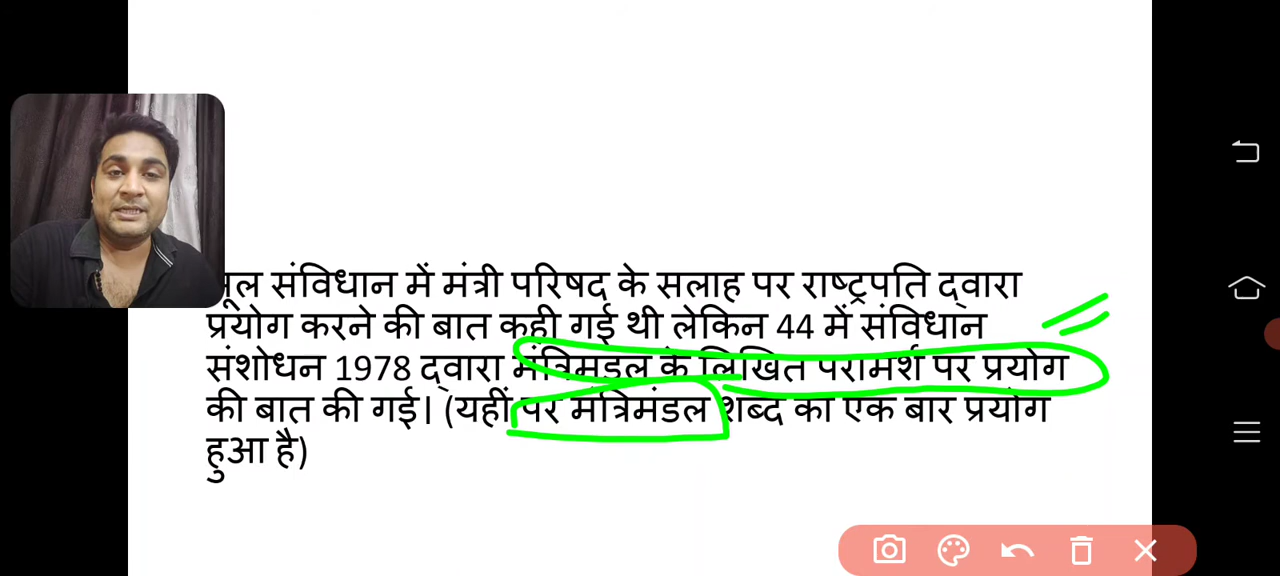 मूल संविधान में मंत्री परिषद के सलाह पर राष्ट्रपति द्वारा
प्रयोग करने की बात कही गई थी लेकिन 44 में संविधान
संशोधन 1978 द्वारा मंत्रिमंडल के लिखित परामर्श पर प्रयोग
की बात की गई। (यहीं पर मंत्रिमंडल शब्द का एक बार प्रयोग
हुआ है)